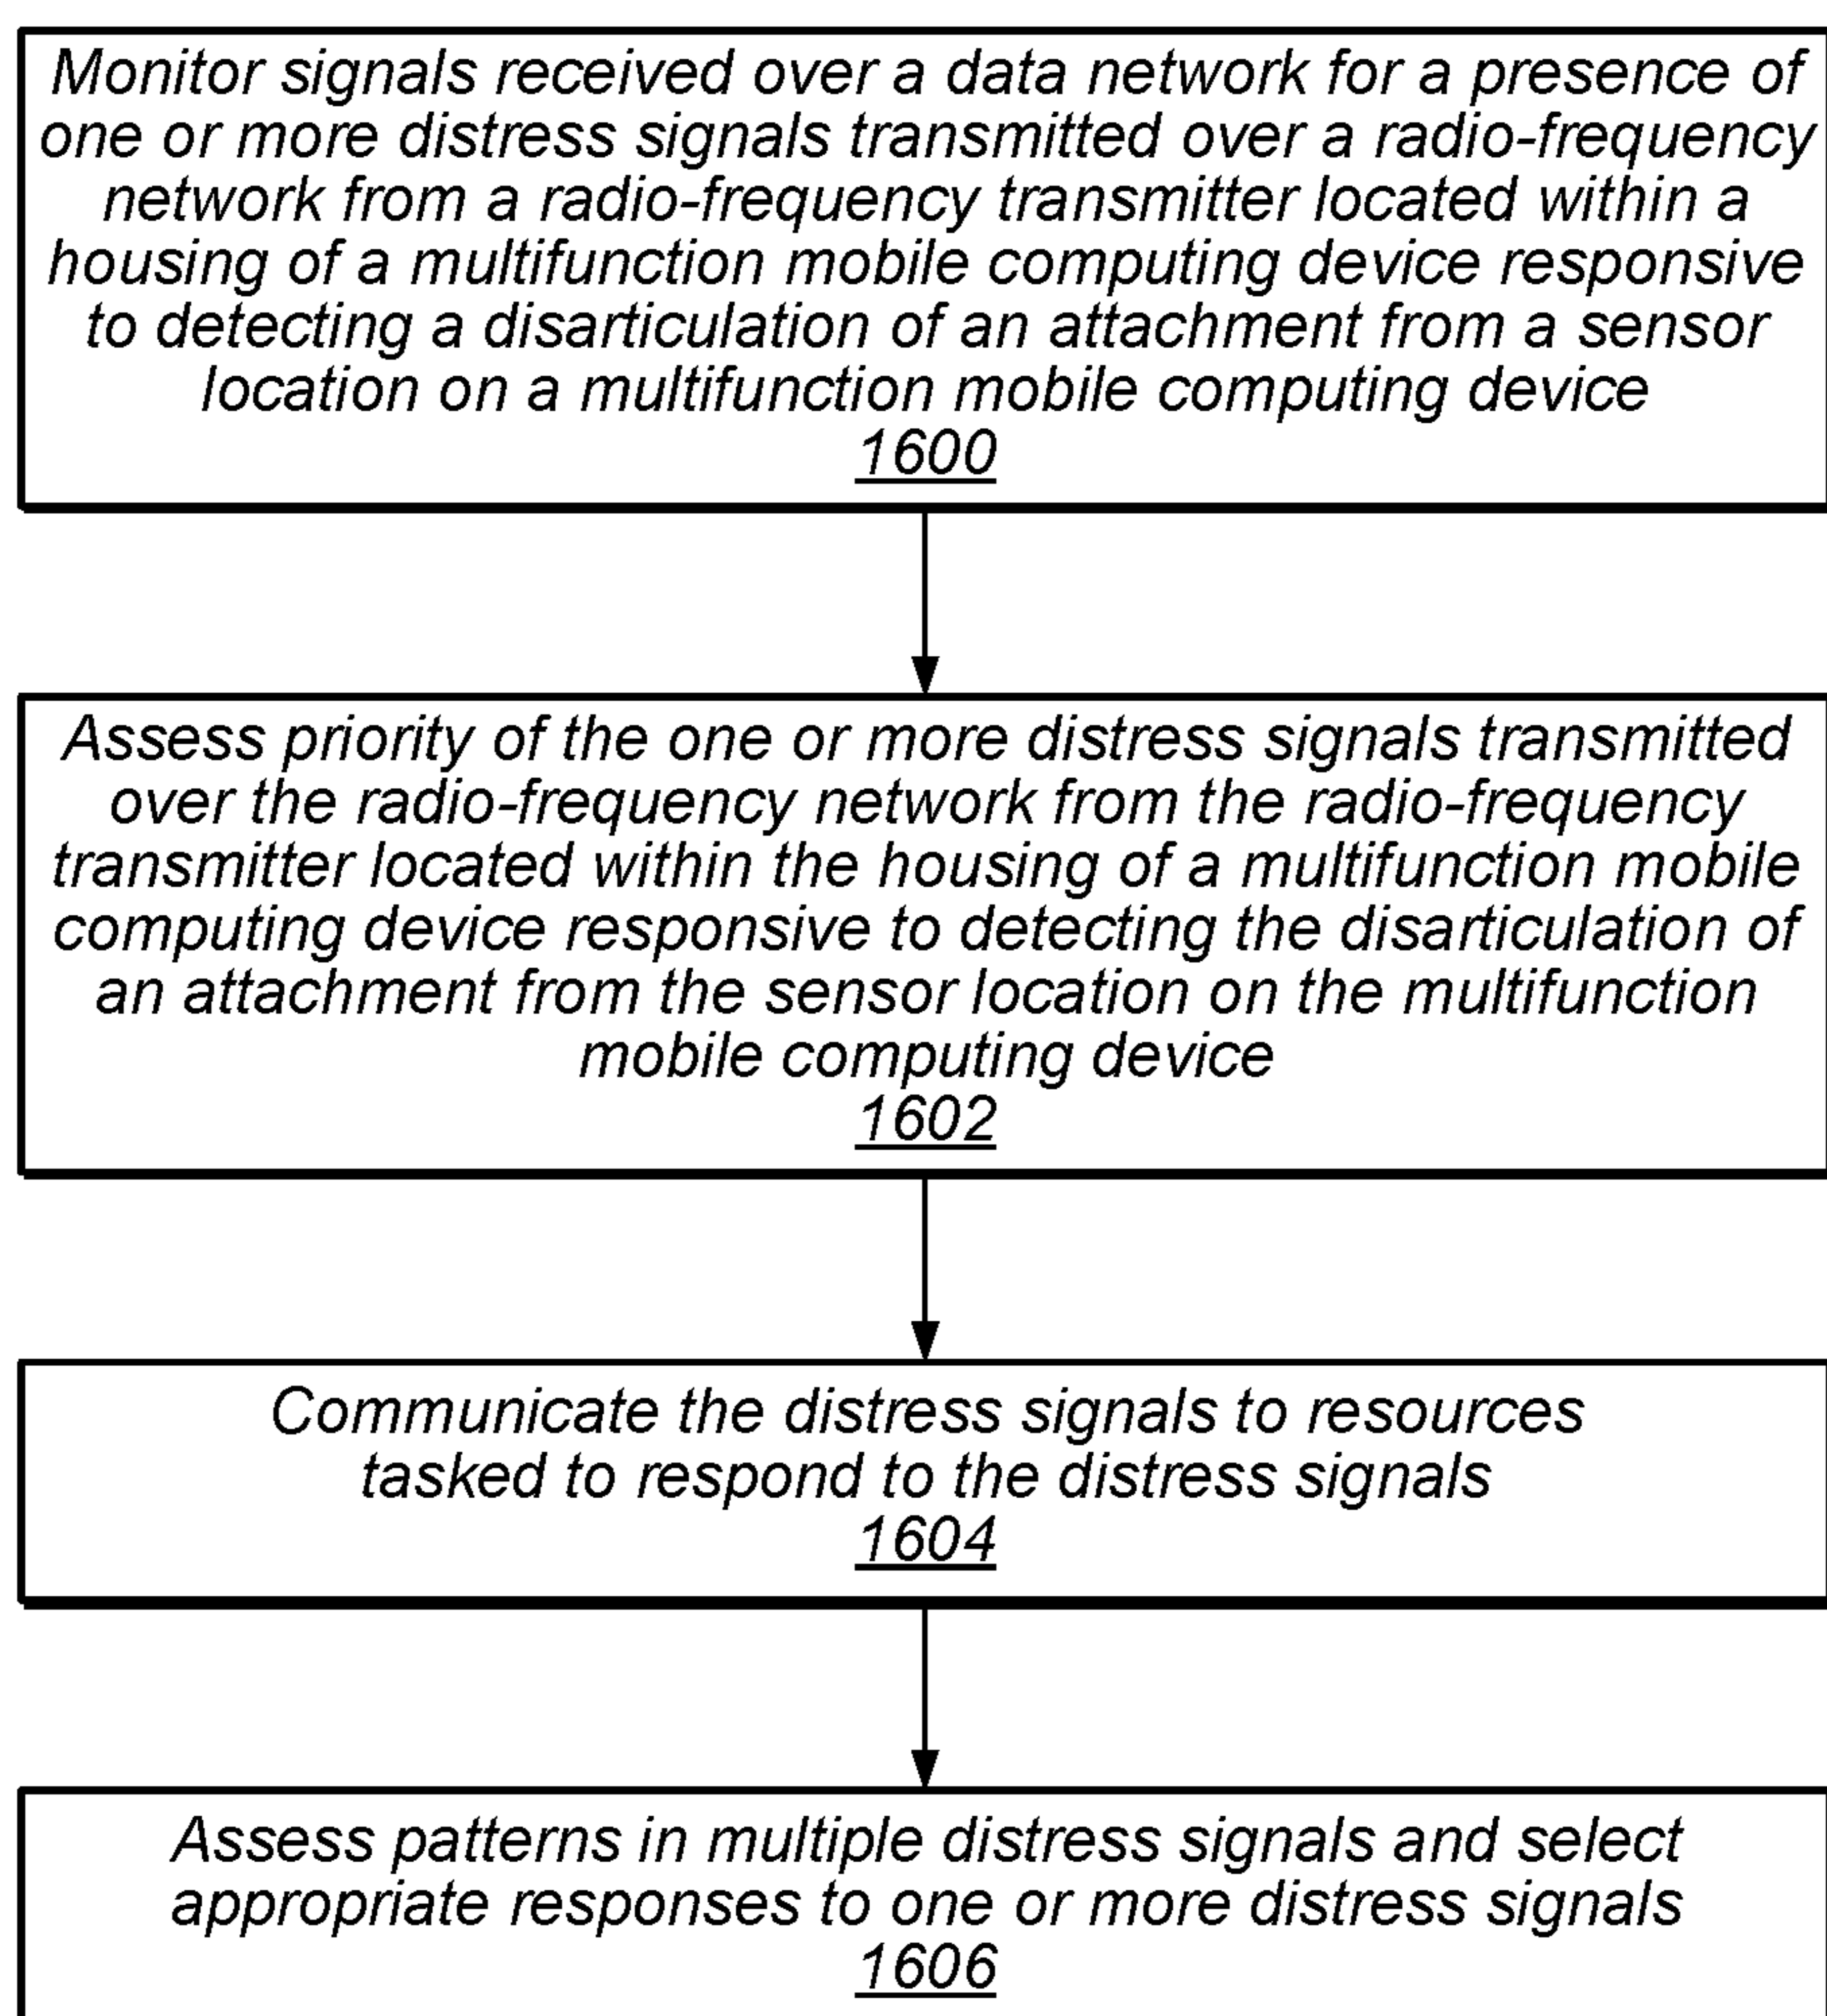 Monitor signals received over a data network for a presence of
one or more distress signals transmitted over a radio-frequency
network from a radio-frequency transmitter located within a
housing of a multifunction mobile computing device responsive
to detecting a disarticulation of an attachment from a sensor
location on a multifunction mobile computing device
1600
Assess priority of the one or more distress signals transmitted
over the radio-frequency network from the radio-frequency
transmitter located within the housing of a multifunction mobile
computing device responsive to detecting the disarticulation of
an attachment from the sensor location on the multifunction
mobile computing device
1602
Communicate the distress signals to resources
tasked to respond to the distress signals
1604
Assess patterns in multiple distress signals and select
appropriate responses to one or more distress signals
1606